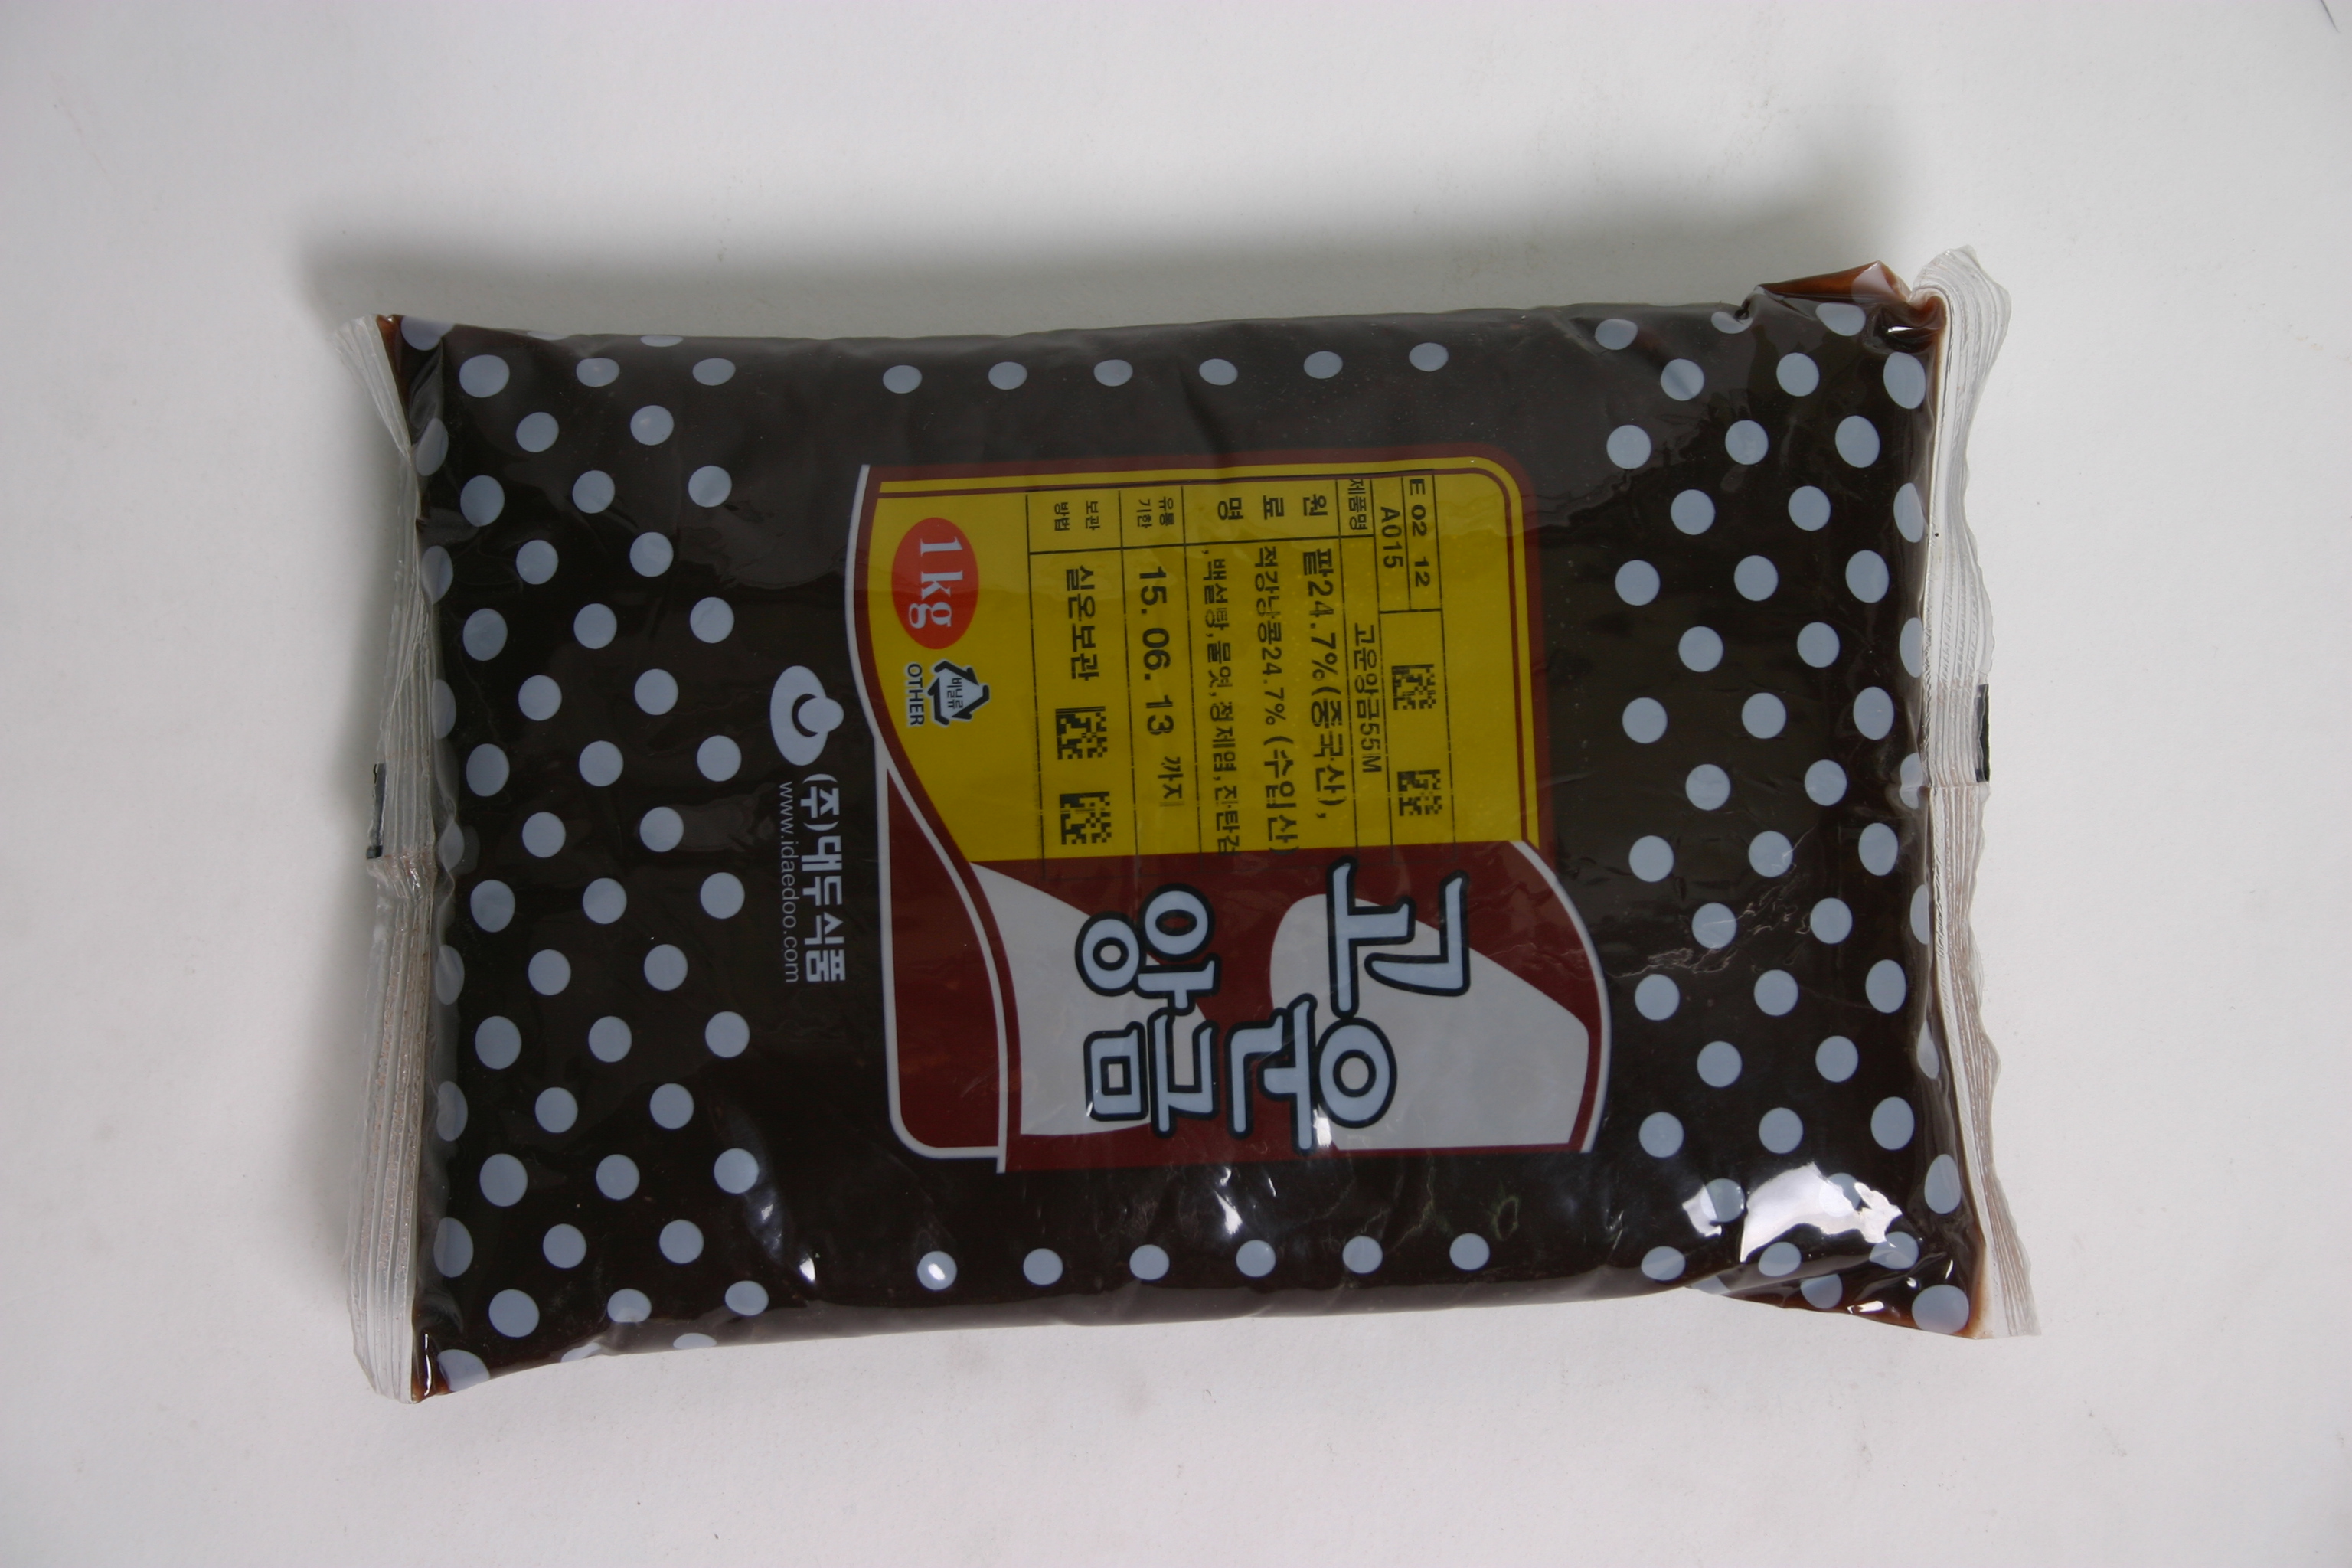 E 02 12
A015
제품명 고운앙금55M
원료명 팥24.7%(중국산),
적강낭콩24.7% (수입산)
,백설탕,물엿,정제염,잔탄검
유통기한 15. 06. 13 까지
보관방법 실온보관
1kg
비닐류
OTHER
고운
앙금
(주)대두식품
www.idaedoo.com